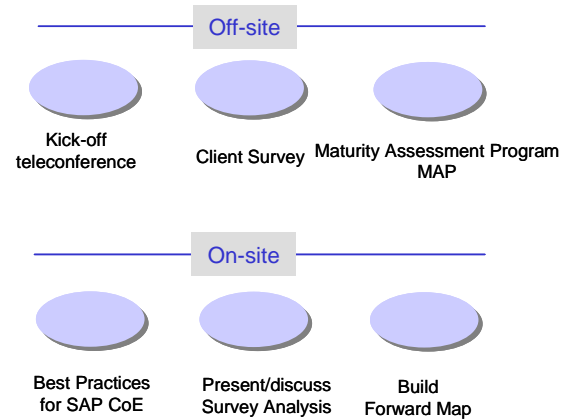 Off-site
Kick-off
teleconference
Client Survey
Maturity Assessment Program
MAP
On-site
Best Practices
for SAP CoE
Present/discuss
Survey Analysis
Build
Forward Map